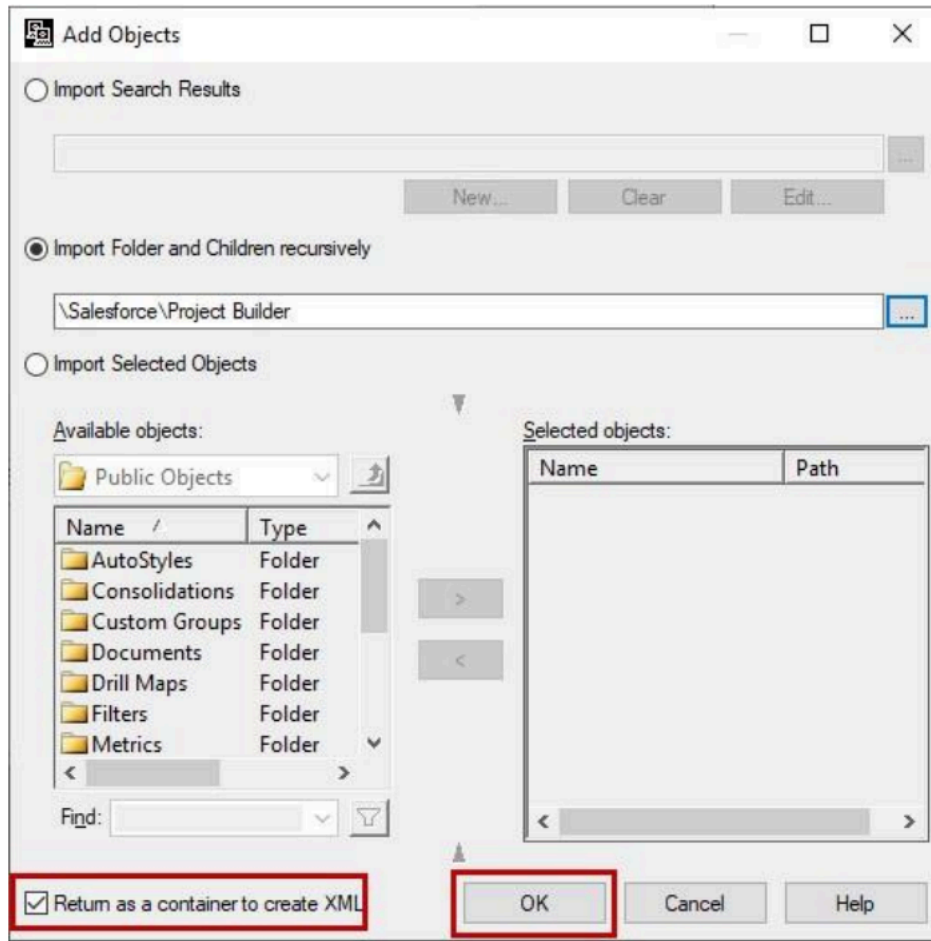 Add Objects
Import Search Results
...
New... Clear Edit...
Import Folder and Children recursively
\Salesforce\Project Builder
...
Import Selected Objects
Available objects:
Public Objects
Name / Type
AutoStyles Folder
Consolidations Folder
Custom Groups Folder
Documents Folder
Drill Maps Folder
Filters Folder
Metrics Folder
Find:
Selected objects:
Name Path
>
<
Return as a container to create XML
OK Cancel Help